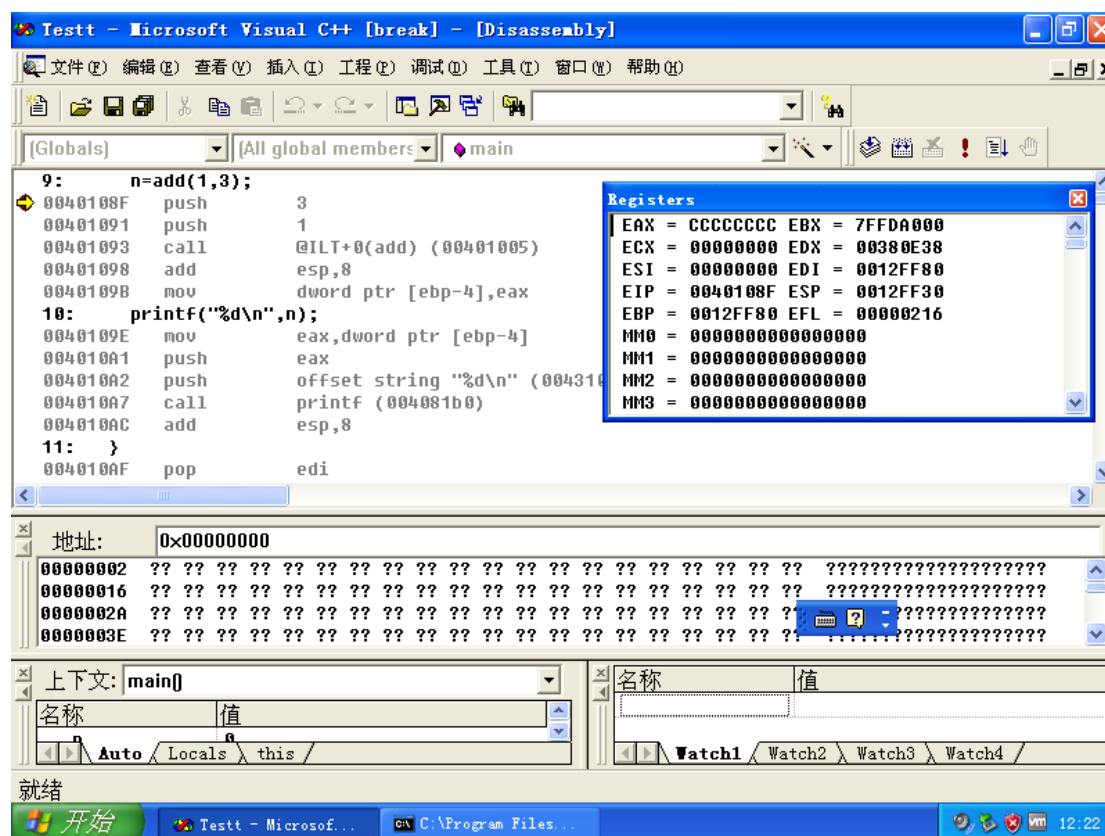 Testt - Microsoft Visual C++ [break] - [Disassembly]
文件(F) 编辑(E) 查看(V) 插入(I) 工程(P) 调试(D) 工具(T) 窗口(W) 帮助(H)
(Globals) (All global members main
9: n=add(1,3);
0040108F push 3
00401091 push 1
00401093 call @ILT+0(add) (00401005)
00401098 add esp,8
0040109B mov dword ptr [ebp-4],eax
10: printf("%d\n",n);
0040109E mov eax,dword ptr [ebp-4]
004010A1 push eax
004010A2 push offset string "%d\n" (004310
004010A7 call printf (004081b0)
004010AC add esp,8
11: }
004010AF pop edi
Registers
EAX = CCCCCCCC EBX = 7FFDA000
ECX = 00000000 EDX = 00380E38
ESI = 00000000 EDI = 0012FF80
EIP = 0040108F ESP = 0012FF30
EBP = 0012FF80 EFL = 00000216
MM0 = 0000000000000000
MM1 = 0000000000000000
MM2 = 0000000000000000
MM3 = 0000000000000000
地址: 0x00000000
00000002 ?? ?? ?? ?? ?? ?? ?? ?? ?? ?? ?? ?? ?? ?? ?? ?? ?? ?? ?? ?? ????????????????????
00000016 ?? ?? ?? ?? ?? ?? ?? ?? ?? ?? ?? ?? ?? ?? ?? ?? ?? ?? ?? ?? ????????????????????
0000002A ?? ?? ?? ?? ?? ?? ?? ?? ?? ?? ?? ?? ?? ?? ?? ?? ?? ?? ?? ?? ????????????????
0000003E ?? ?? ?? ?? ?? ?? ?? ?? ?? ?? ?? ?? ?? ?? ?? ?? ?? ?? ?? ?? ????????????????????
上下文: main()
名称 值
Auto Locals this
名称 值
Watch1 Watch2 Watch3 Watch4
就绪
开始 Testt - Microsof... C:\Program Files... 12:22